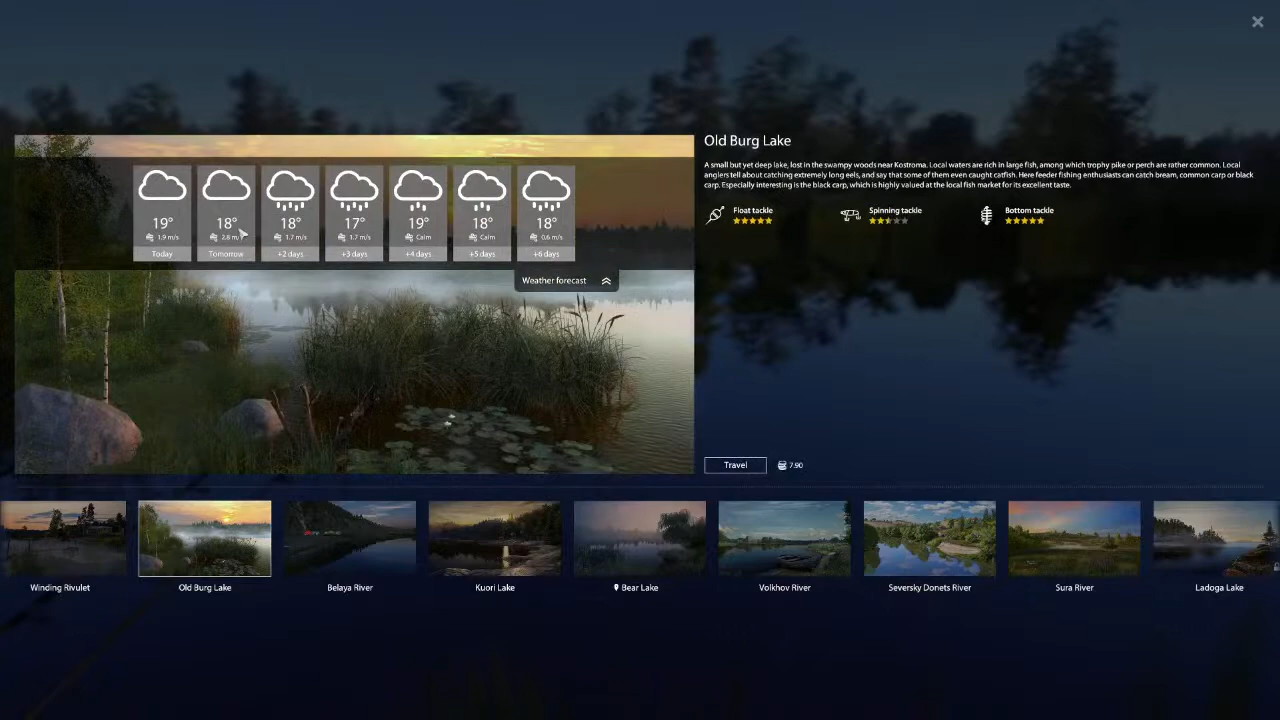 Old Burg Lake
A small but yet deep lake, lost in the swampy woods near Kostroma. Local waters are rich in large fish, among which trophy pike or perch are rather common. Local
anglers tell about catching extremely long eels, and say that some of them even caught catfish. Here feeder fishing enthusiasts can catch bream, common carp or black
carp. Especially interesting is the black carp, which is highly valued at the local fish market for its excellent taste.
Float tackle
Spinning tackle
Bottom tackle
19° 18° 18° 17° 19° 18° 18°
1.9 m/s 2.8 m/s 1.7 m/s 1.7 m/s Calm Calm 0.6 m/s
Today Tomorrow +2 days +3 days +4 days +5 days +6 days
Weather forecast
Travel 7.90
Winding Rivulet
Old Burg Lake
Belaya River
Kuori Lake
Bear Lake
Volkhov River
Seversky Donets River
Sura River
Ladoga Lake